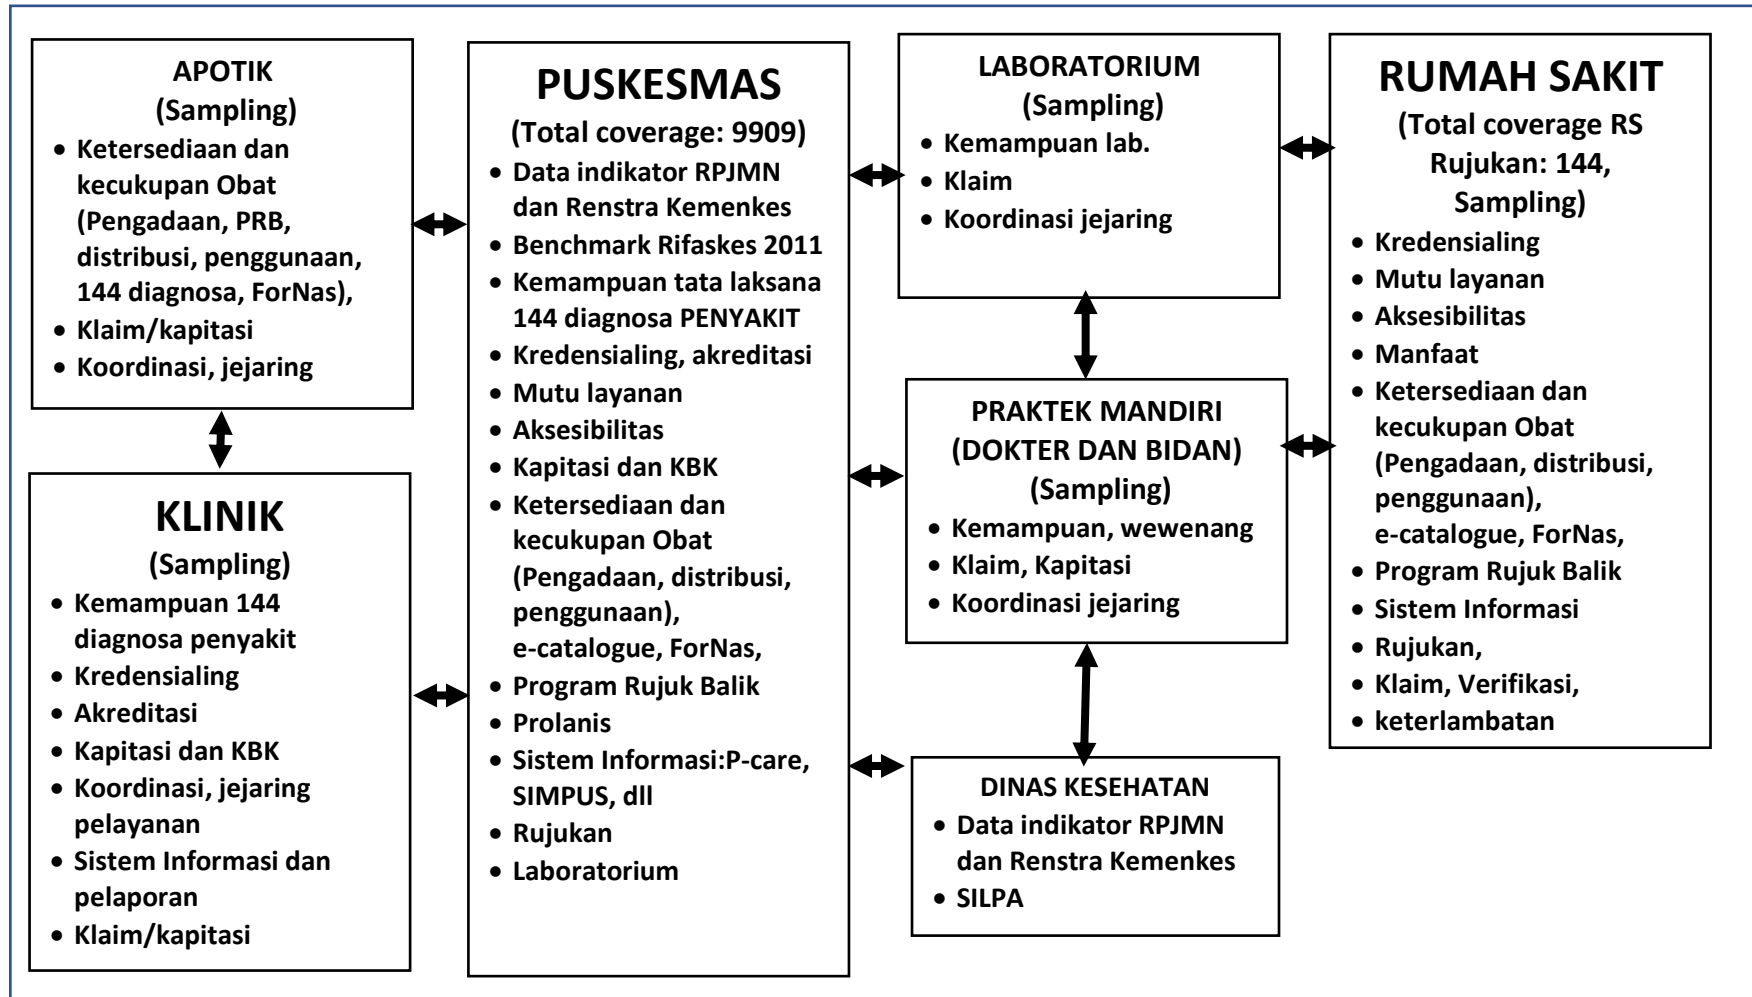 APOTIK
(Sampling)
• Ketersediaan dan
kecukupan Obat
(Pengadaan, PRB,
distribusi, penggunaan,
144 diagnosa, ForNas),
• Klaim/kapitasi
• Koordinasi, jejaring
KLINIK
(Sampling)
• Kemampuan 144
diagnosa penyakit
• Kredensialing
• Akreditasi
• Kapitasi dan KBK
• Koordinasi, jejaring
pelayanan
• Sistem Informasi dan
pelaporan
• Klaim/kapitasi
PUSKESMAS
(Total coverage: 9909)
• Data indikator RPJMN
dan Renstra Kemenkes
• Benchmark Rifaskes 2011
• Kemampuan tata laksana
144 diagnosa PENYAKIT
• Kredensialing, akreditasi
• Mutu layanan
• Aksesibilitas
• Kapitasi dan KBK
• Ketersediaan dan
kecukupan Obat
(Pengadaan, distribusi,
penggunaan),
e-catalogue, ForNas,
• Program Rujuk Balik
• Prolanis
• Sistem Informasi:P-care,
SIMPUS, dll
• Rujukan
• Laboratorium
LABORATORIUM
(Sampling)
• Kemampuan lab.
• Klaim
• Koordinasi jejaring
PRAKTEK MANDIRI
(DOKTER DAN BIDAN)
(Sampling)
• Kemampuan, wewenang
• Klaim, Kapitasi
• Koordinasi jejaring
DINAS KESEHATAN
• Data indikator RPJMN
dan Renstra Kemenkes
• SILPA
RUMAH SAKIT
(Total coverage RS
Rujukan: 144,
Sampling)
• Kredensialing
• Mutu layanan
• Aksesibilitas
• Manfaat
• Ketersediaan dan
kecukupan Obat
(Pengadaan, distribusi,
penggunaan),
e-catalogue, ForNas,
• Program Rujuk Balik
• Sistem Informasi
• Rujukan,
• Klaim, Verifikasi,
• keterlambatan